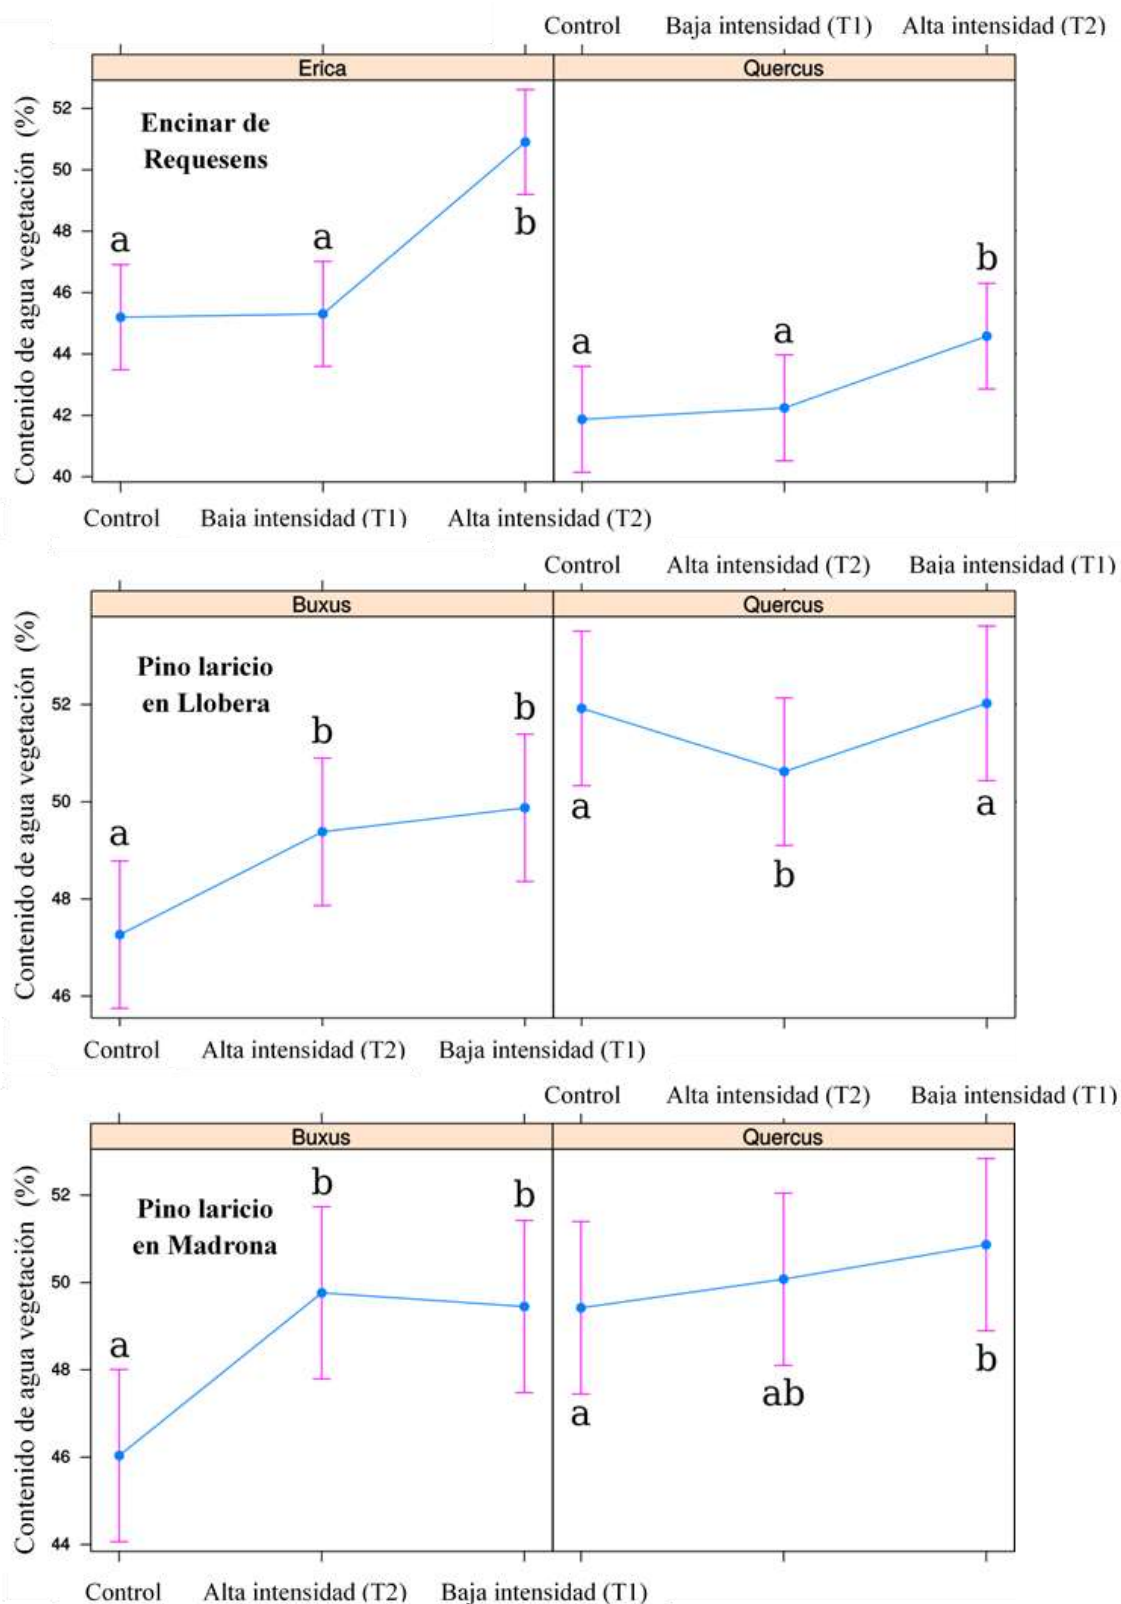 Control Baja intensidad (T1) Alta intensidad (T2)
Erica Quercus
Contenido de agua vegetación (%)
Encinar de
Requesens
52
50
48
46
44
42
40
a a b
a a b
Control Baja intensidad (T1) Alta intensidad (T2)
Control Alta intensidad (T2) Baja intensidad (T1)
Buxus Quercus
Contenido de agua vegetación (%)
Pino laricio
en Llobera
52
50
48
46
a b b
a b a
Control Alta intensidad (T2) Baja intensidad (T1)
Control Alta intensidad (T2) Baja intensidad (T1)
Buxus Quercus
Contenido de agua vegetación (%)
Pino laricio
en Madrona
52
50
48
46
44
a b b
a ab b
Control Alta intensidad (T2) Baja intensidad (T1)